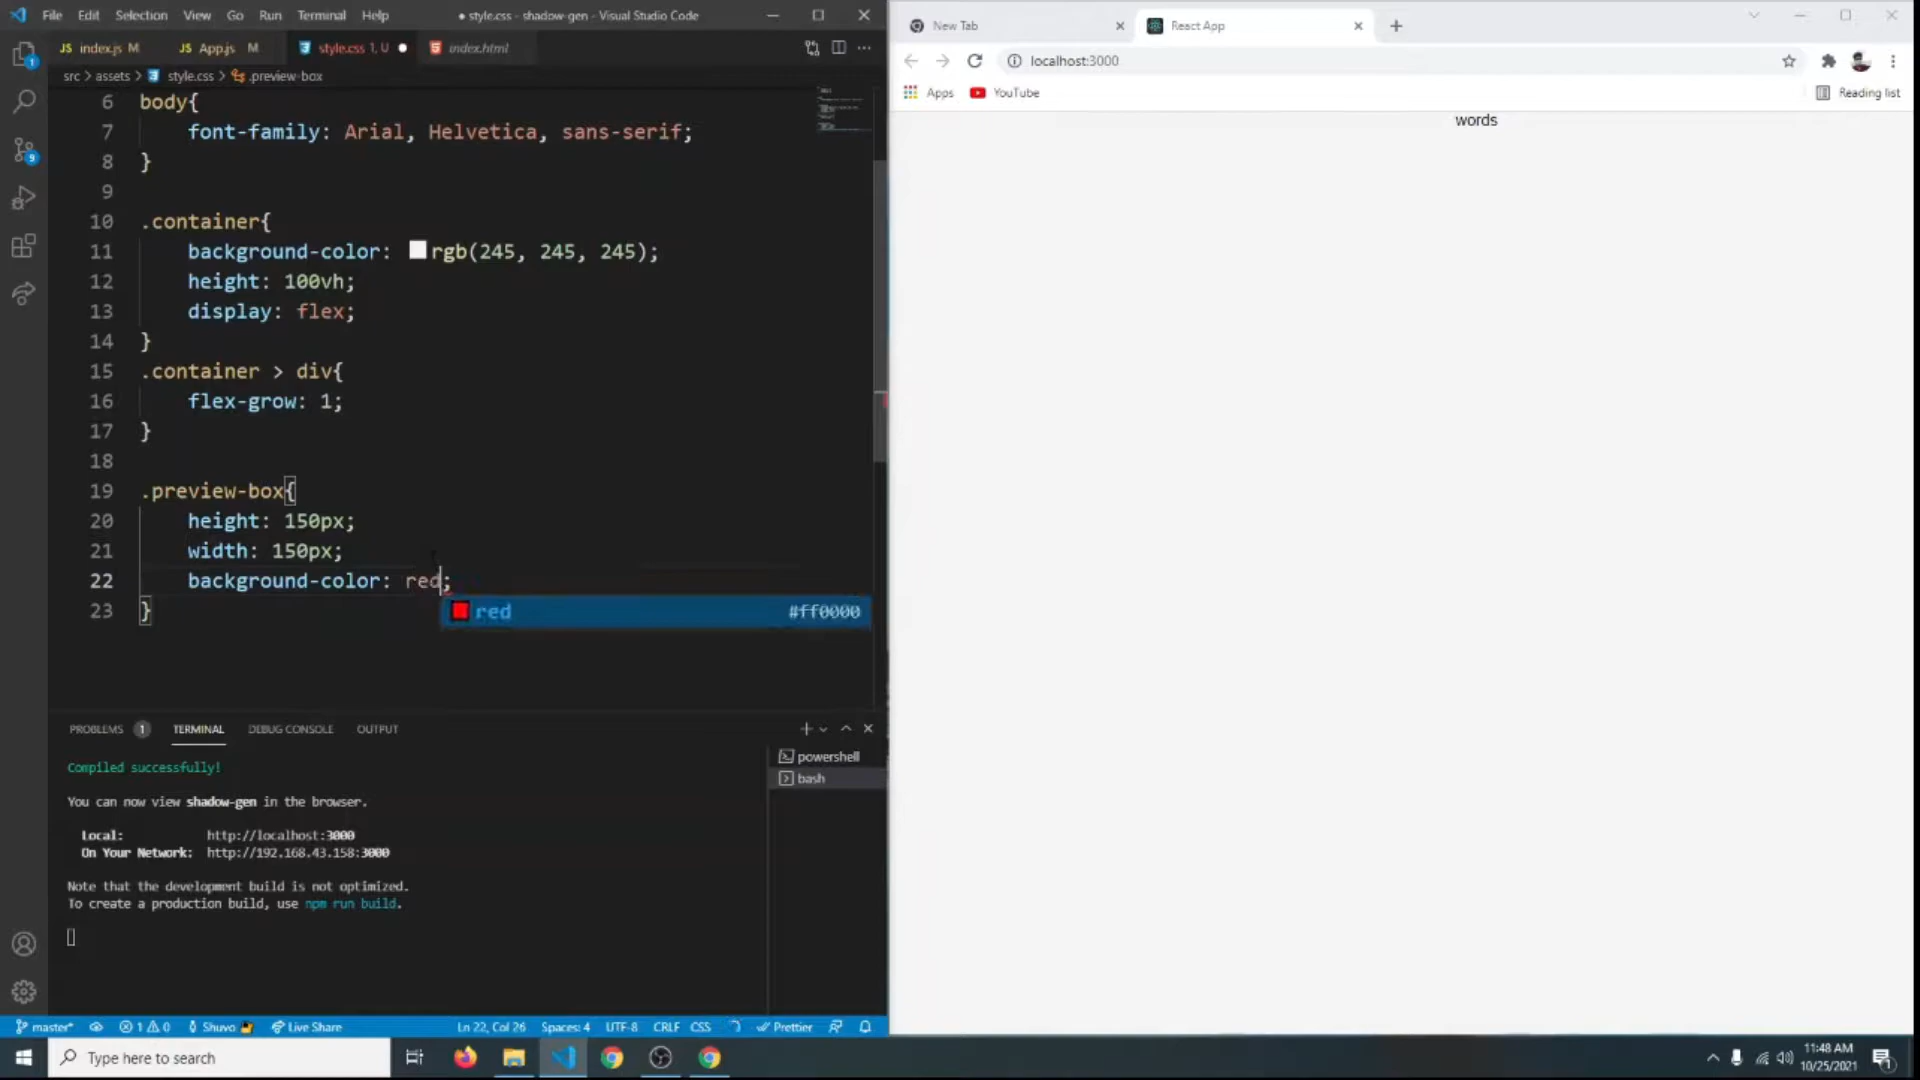 File Edit Selection View Go Run Terminal Help ● style.css - shadow-gen - Visual Studio Code
JS index.js M JS App.js M style.css 1, U ● index.html
src > assets > style.css > .preview-box
6 body{
7 font-family: Arial, Helvetica, sans-serif;
8 }
9
10 .container{
11 background-color: rgb(245, 245, 245);
12 height: 100vh;
13 display: flex;
14 }
15 .container > div{
16 flex-grow: 1;
17 }
18
19 .preview-box{
20 height: 150px;
21 width: 150px;
22 background-color: red;
23 }
red #ff0000
PROBLEMS 1 TERMINAL DEBUG CONSOLE OUTPUT
powershell
bash
Compiled successfully!
You can now view shadow-gen in the browser.
Local: http://localhost:3000
On Your Network: http://192.168.43.158:3000
Note that the development build is not optimized.
To create a production build, use npm run build.
master* 1 0 Shuvo Live Share Ln 22, Col 26 Spaces: 4 UTF-8 CRLF CSS Prettier
New Tab React App
localhost:3000
Apps YouTube Reading list
words
Type here to search
11:48 AM
10/25/2021